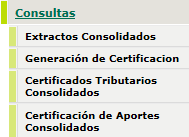 Consultas
Extractos Consolidados
Generación de Certificacion
Certificados Tributarios
Consolidados
Certificación de Aportes
Consolidados